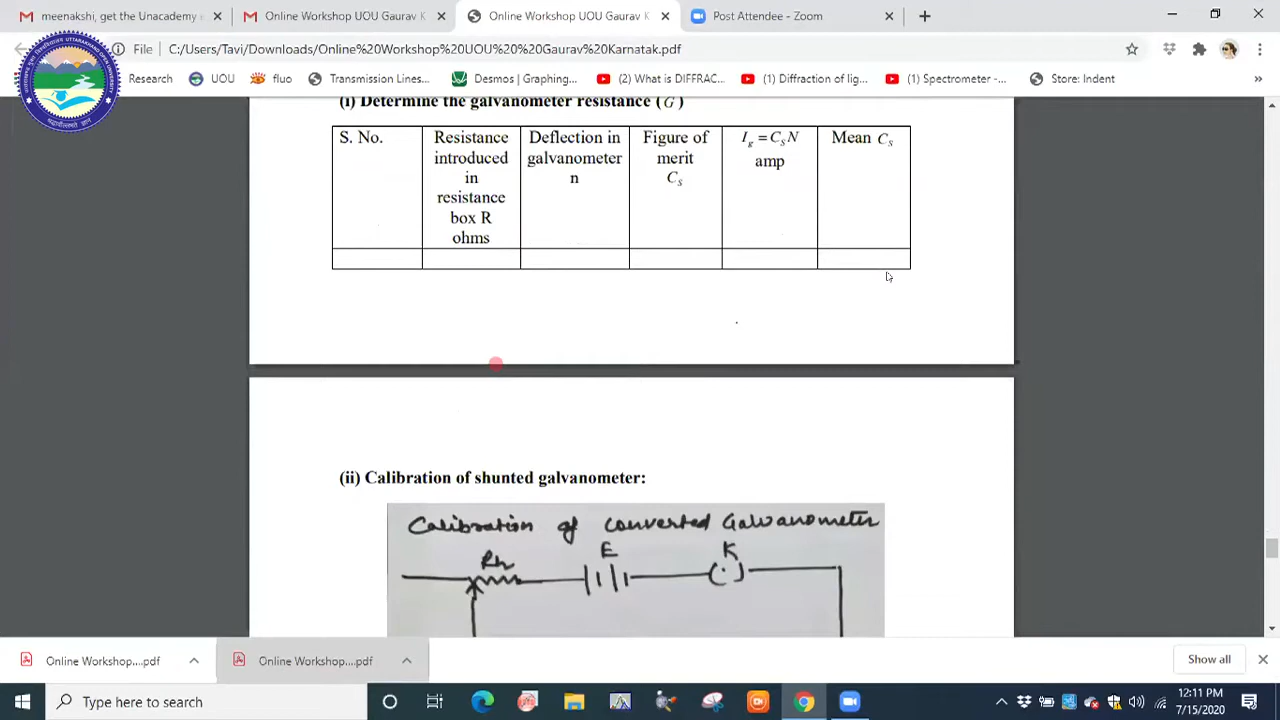 meenakshi, get the Unacademy
Online Workshop UOU Gaurav K
Online Workshop UOU Gaurav K
Post Attendee - Zoom
File
C:/Users/Tavi/Downloads/Online%20Workshop%20UOU%20%20Gaurav%20Karnatak.pdf
Research
UOU
fluo
Transmission Lines...
Desmos | Graphing...
(2) What is DIFFRAC...
(1) Diffraction of lig...
(1) Spectrometer -...
Store: Indent
»
(i) Determine the galvanometer resistance (G)
S. No.
Resistance
introduced
in
resistance
box R
ohms
Deflection in
galvanometer
n
Figure of
merit
Cs
Ig = CsN
amp
Mean Cs
(ii) Calibration of shunted galvanometer:
Calibration of Converted Galvanometer
Rh
E
K
Online Workshop....pdf
Online Workshop....pdf
Show all
Type here to search
12:11 PM
7/15/2020